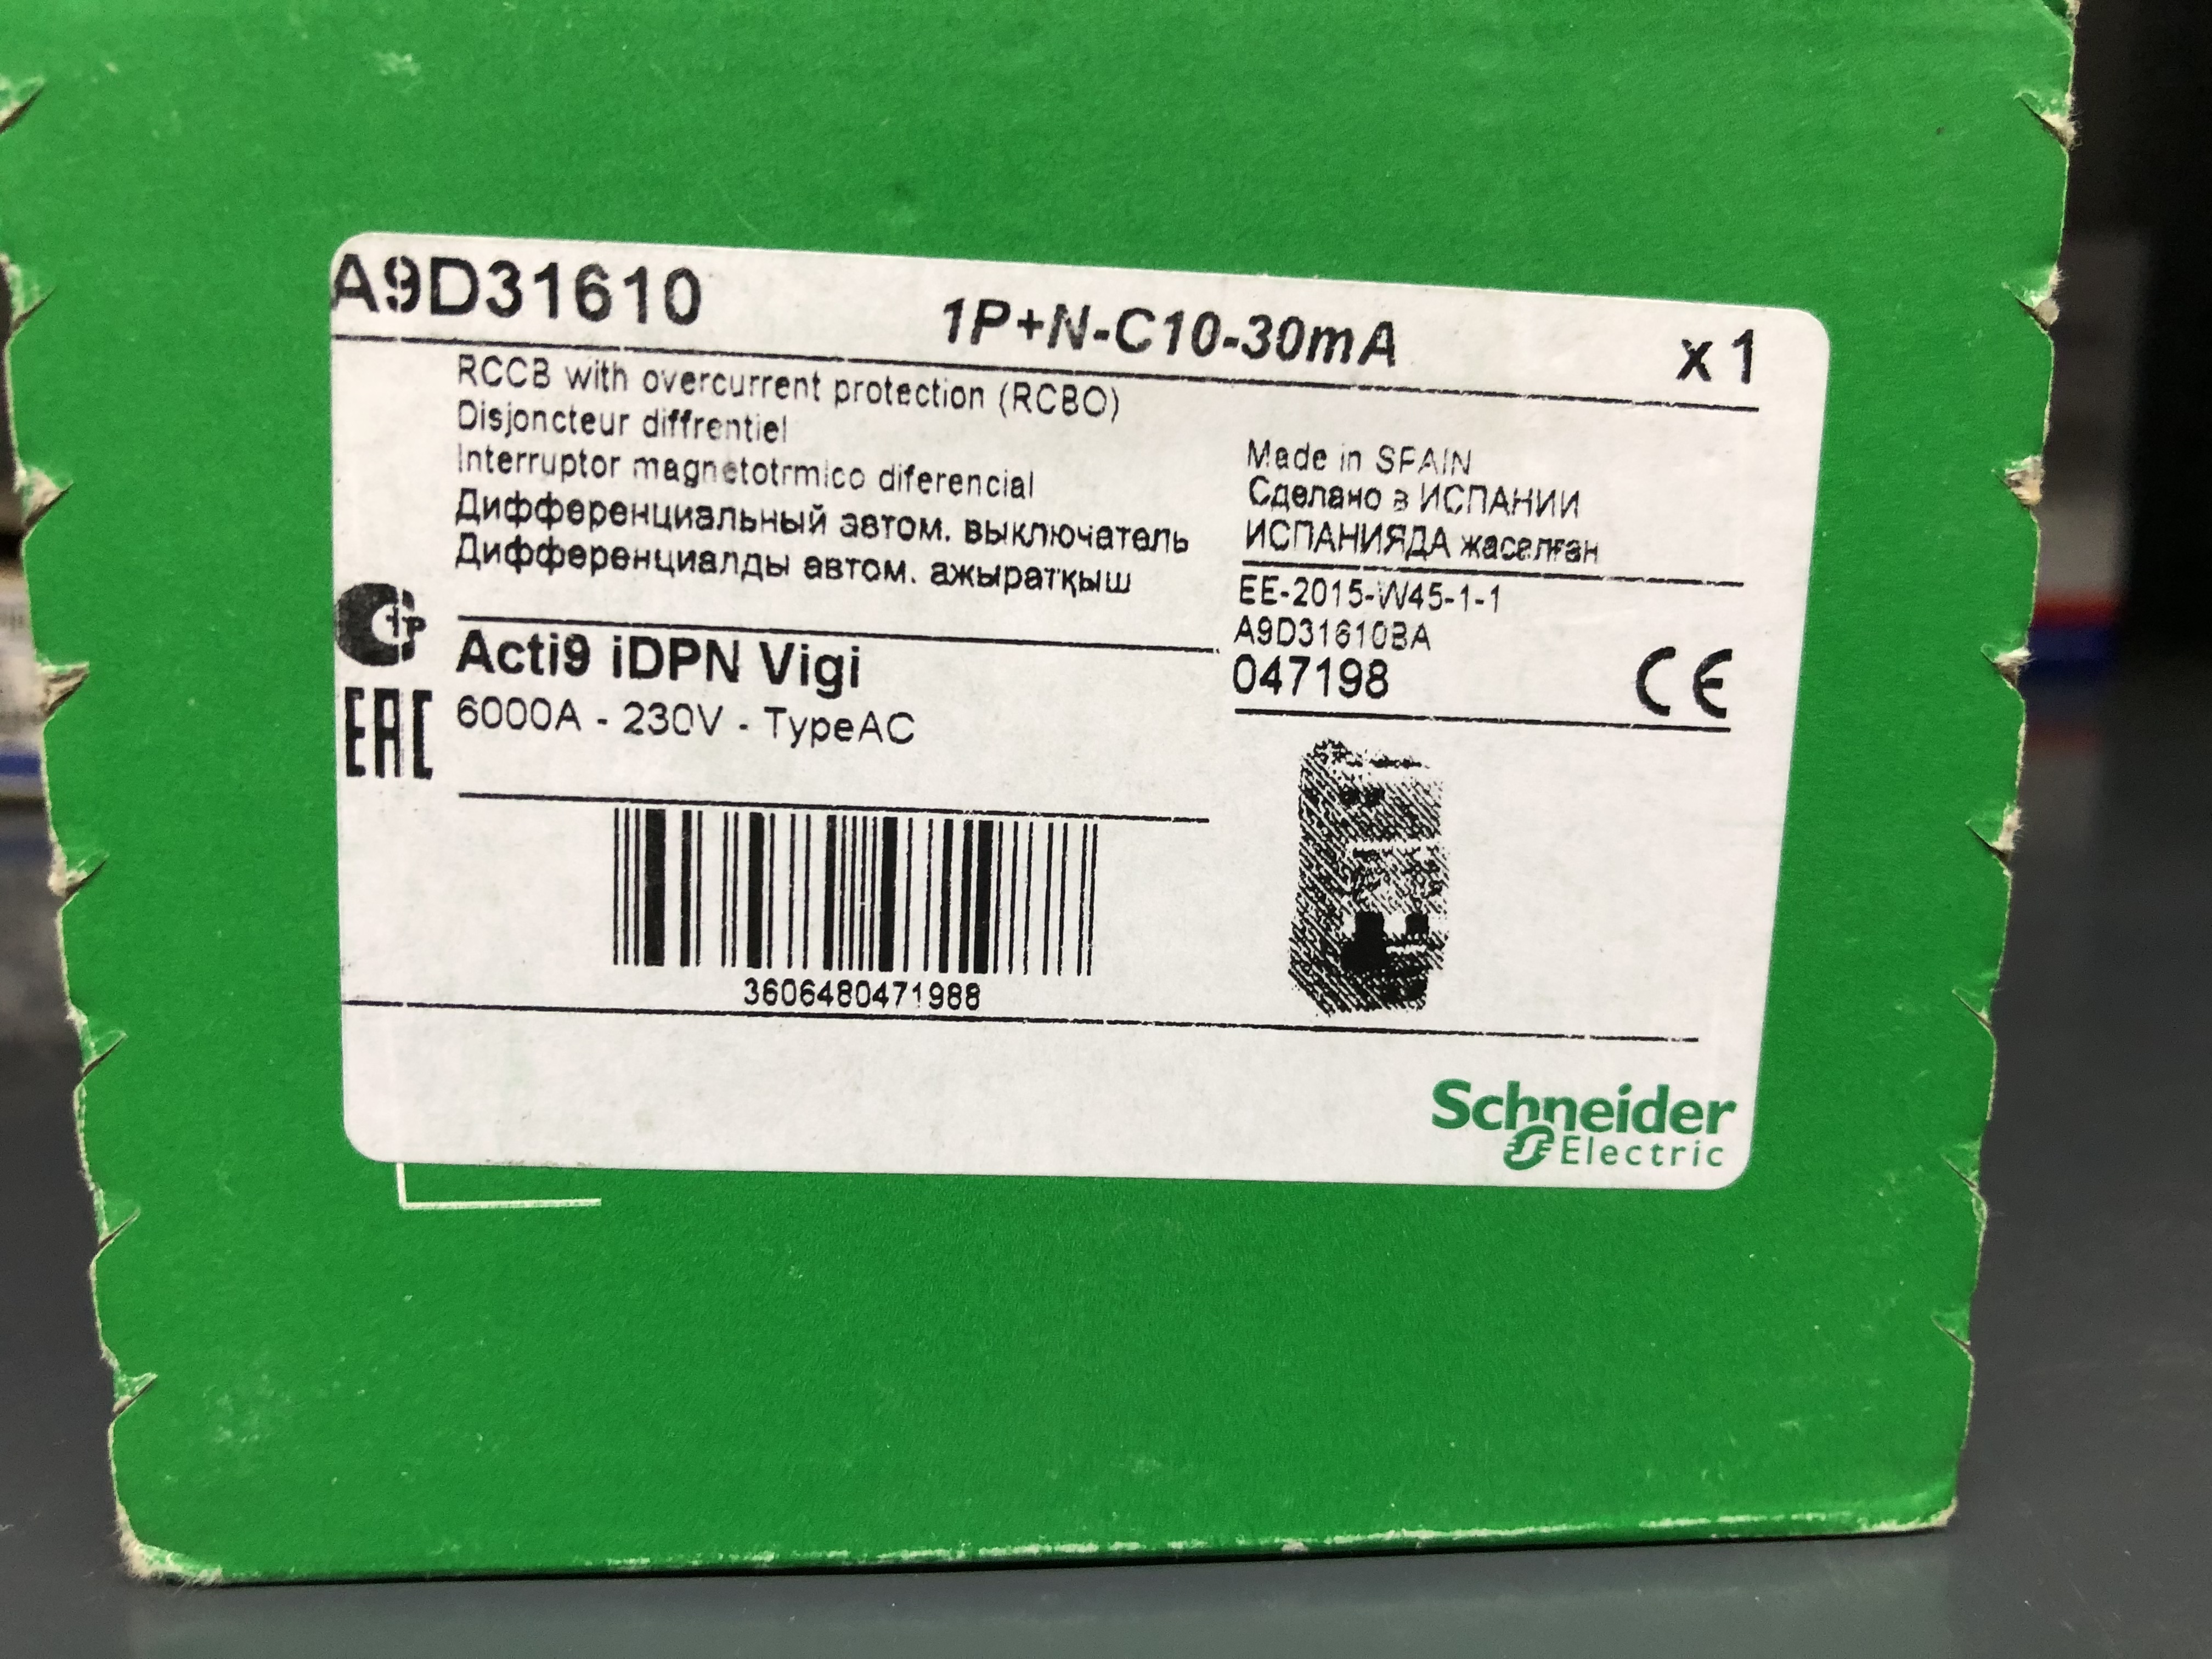 A9D31610
1P+N-C10-30mA
x 1
RCCB with overcurrent protection (RCBO)
Disjoncteur diffrentiel
Interruptor magnetotrmico diferencial
Дифференциальный автом. выключатель
Дифференциалды автом. ажыратқыш
Made in SPAIN
Сделано в ИСПАНИИ
ИСПАНИЯДА жасалған
EE-2015-W45-1-1
A9D31610BA
047198
CE
EAC
Acti9 iDPN Vigi
6000A - 230V - TypeAC
3606480471988
Schneider
Electric